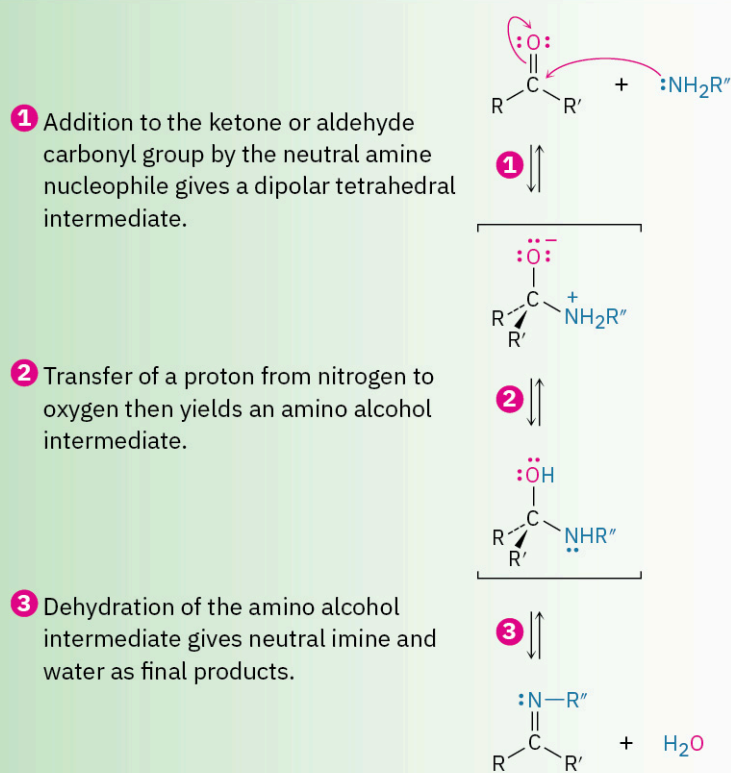 :O:
C
R R′
+ :NH₂R″
1 Addition to the ketone or aldehyde
carbonyl group by the neutral amine
nucleophile gives a dipolar tetrahedral
intermediate.
1
:O:−
C
+
R NH₂R″
R′
2 Transfer of a proton from nitrogen to
oxygen then yields an amino alcohol
intermediate.
2
:OH
C
R NHR″
R′
3 Dehydration of the amino alcohol
intermediate gives neutral imine and
water as final products.
3
:N—R″
C
R R′
+ H₂O